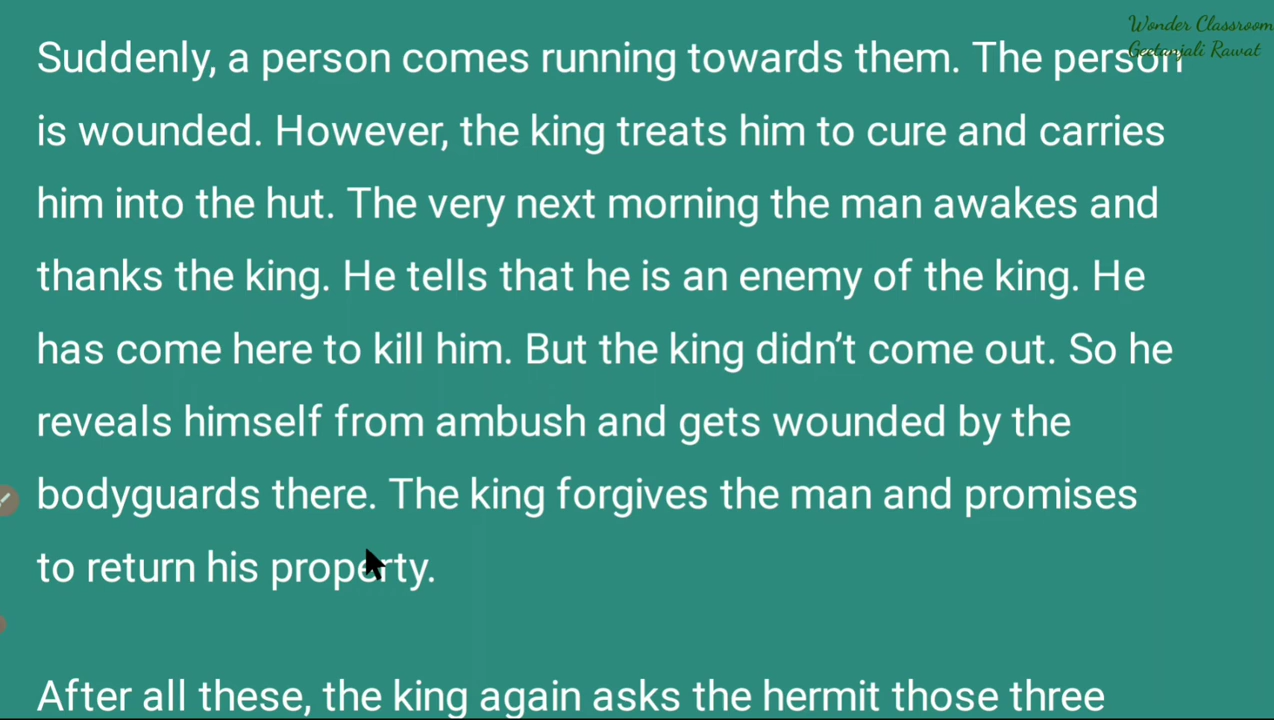 Wonder Classroom
Geetanjali Rawat
Suddenly, a person comes running towards them. The person
is wounded. However, the king treats him to cure and carries
him into the hut. The very next morning the man awakes and
thanks the king. He tells that he is an enemy of the king. He
has come here to kill him. But the king didn’t come out. So he
reveals himself from ambush and gets wounded by the
bodyguards there. The king forgives the man and promises
to return his property.
After all these, the king again asks the hermit those three